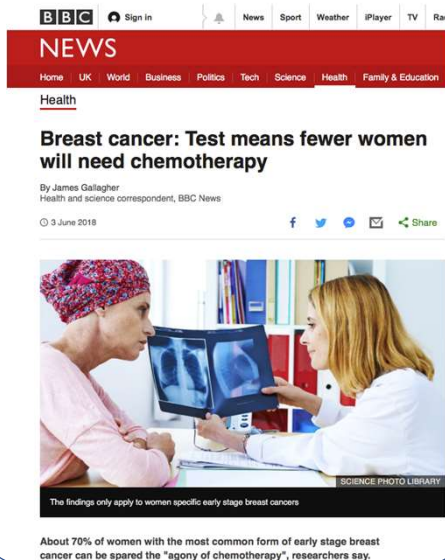 BBC Sign in News Sport Weather iPlayer TV
NEWS
Home UK World Business Politics Tech Science Health Family & Education
Health
Breast cancer: Test means fewer women
will need chemotherapy
By James Gallagher
Health and science correspondent, BBC News
3 June 2018
Share
SCIENCE PHOTO LIBRARY
The findings only apply to women specific early stage breast cancers
About 70% of women with the most common form of early stage breast
cancer can be spared the "agony of chemotherapy", researchers say.